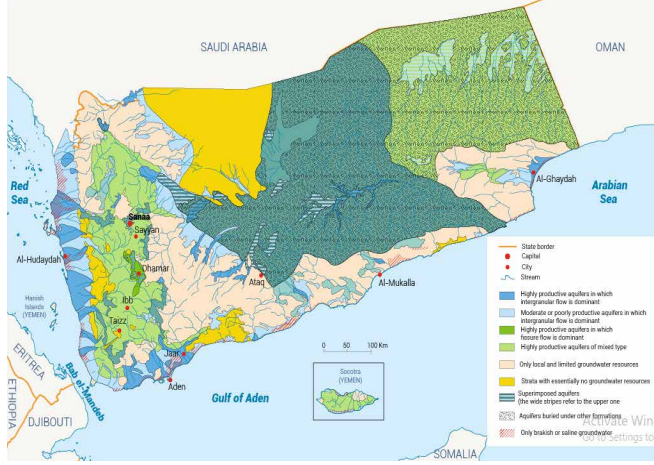 SAUDI ARABIA
OMAN
Red
Sea
Sanaa
Sayyan
Al-Ghaydah
Arabian
Sea
Al-Hudaydah
Dhamar
Ataq
Al-Mukalla
Hanish
Islands
(YEMEN)
Ibb
Taizz
Jaar
Aden
0 50 100 Km
Socotra
(YEMEN)
ERITREA
Bab el-Mandeb
Gulf of Aden
ETHIOPIA
DJIBOUTI
SOMALIA
State border
Capital
City
Stream
Highly productive aquifers in which
intergranular flow is dominant
Moderate or poorly productive aquifers in which
intergranular flow is dominant
Highly productive aquifers in which
fissure flow is dominant
Highly productive aquifers of mixed type
Only local and limited groundwater resources
Strata with essentially no groundwater resources
Superimposed aquifers
(the wide stripes refer to the upper one
Aquifers buried under other formations
Only brakish or saline groundwater
Activate Win
Go to Settings to